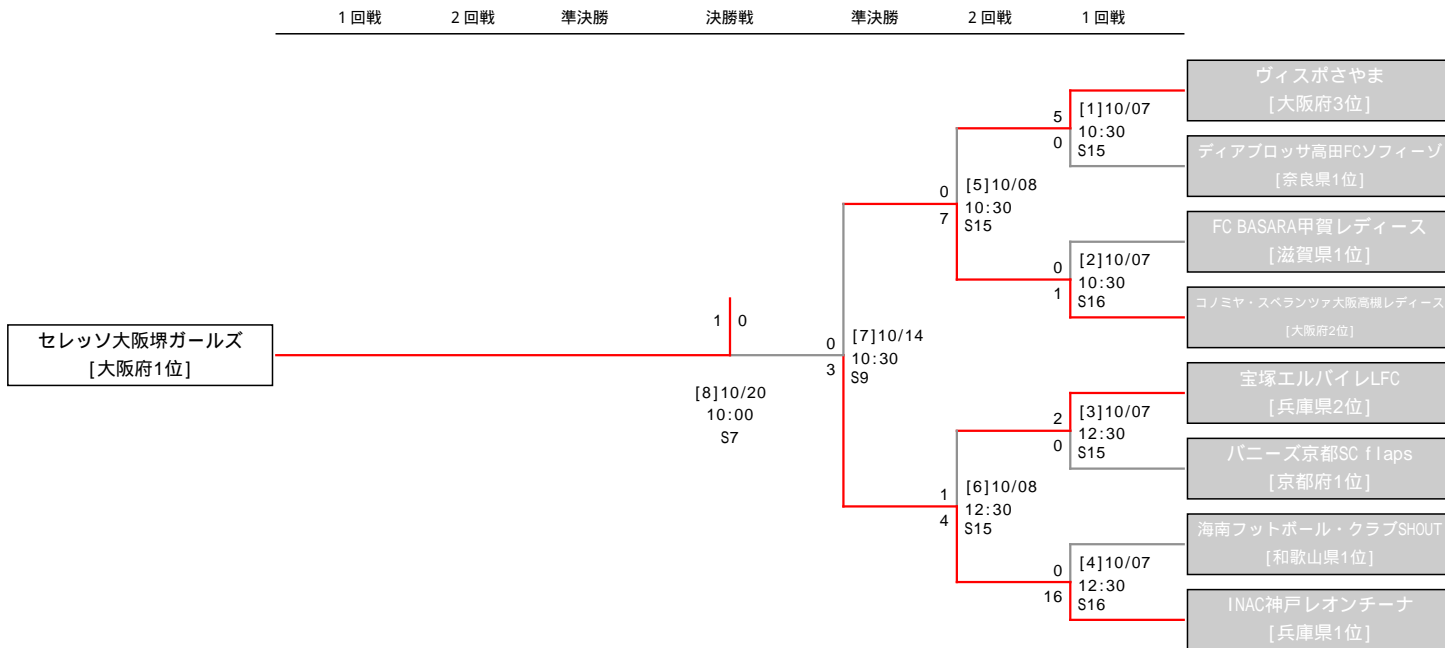 1回戦 2回戦 準決勝 決勝戦 準決勝 2回戦 1回戦
ヴィスポさやま
[大阪府3位]
5 [1]10/07
0 10:30
S15
ディアブロッサ高田FCソフィーゾ
[奈良県1位]
0 [5]10/08
7 10:30
S15
FC BASARA甲賀レディース
[滋賀県1位]
0 [2]10/07
1 10:30
S16
コノミヤ・スペランツァ大阪高槻レディース
[大阪府2位]
セレッソ大阪堺ガールズ
[大阪府1位]
1 0
[8]10/20
10:00
S7
0 [7]10/14
3 10:30
S9
宝塚エルバイレLFC
[兵庫県2位]
2 [3]10/07
0 12:30
S15
バニーズ京都SC flaps
[京都府1位]
1 [6]10/08
4 12:30
S15
海南フットボール・クラブSHOUT
[和歌山県1位]
0 [4]10/07
16 12:30
S16
INAC神戸レオンチーナ
[兵庫県1位]